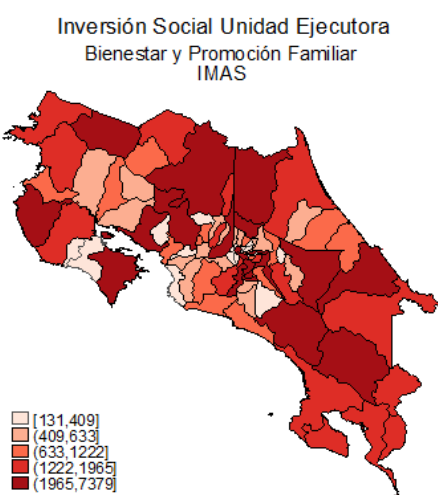 Inversión Social Unidad Ejecutora
Bienestar y Promoción Familiar
IMAS
[131,409]
(409,633]
(633,1222]
(1222,1965]
(1965,7379]